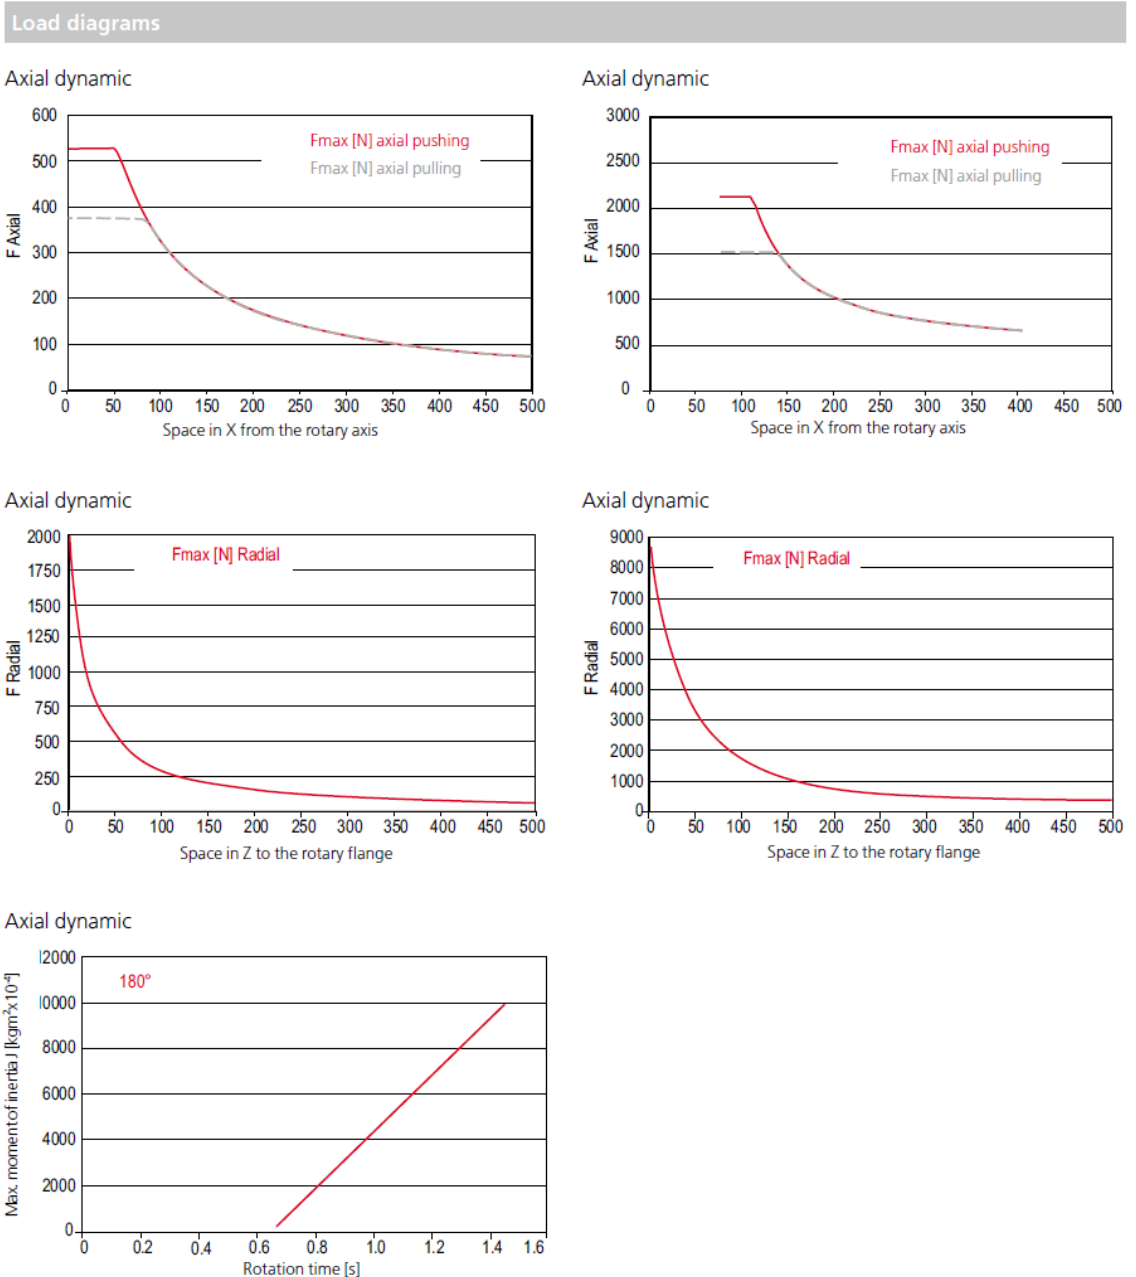 Load diagrams
Axial dynamic
600
500
400
300
200
100
0
F Axial
Fmax [N] axial pushing
Fmax [N] axial pulling
0 50 100 150 200 250 300 350 400 450 500
Space in X from the rotary axis
Axial dynamic
3000
2500
2000
1500
1000
500
0
F Axial
Fmax [N] axial pushing
Fmax [N] axial pulling
0 50 100 150 200 250 300 350 400 450 500
Space in X from the rotary axis
Axial dynamic
2000
1750
1500
1250
1000
750
500
250
0
F Radial
Fmax [N] Radial
0 50 100 150 200 250 300 350 400 450 500
Space in Z to the rotary flange
Axial dynamic
9000
8000
7000
6000
5000
4000
3000
2000
1000
0
F Radial
Fmax [N] Radial
0 50 100 150 200 250 300 350 400 450 500
Space in Z to the rotary flange
Axial dynamic
12000
10000
8000
6000
4000
2000
0
Max. moment of inertia J [kgm²x10⁻⁴]
180°
0 0.2 0.4 0.6 0.8 1.0 1.2 1.4 1.6
Rotation time [s]